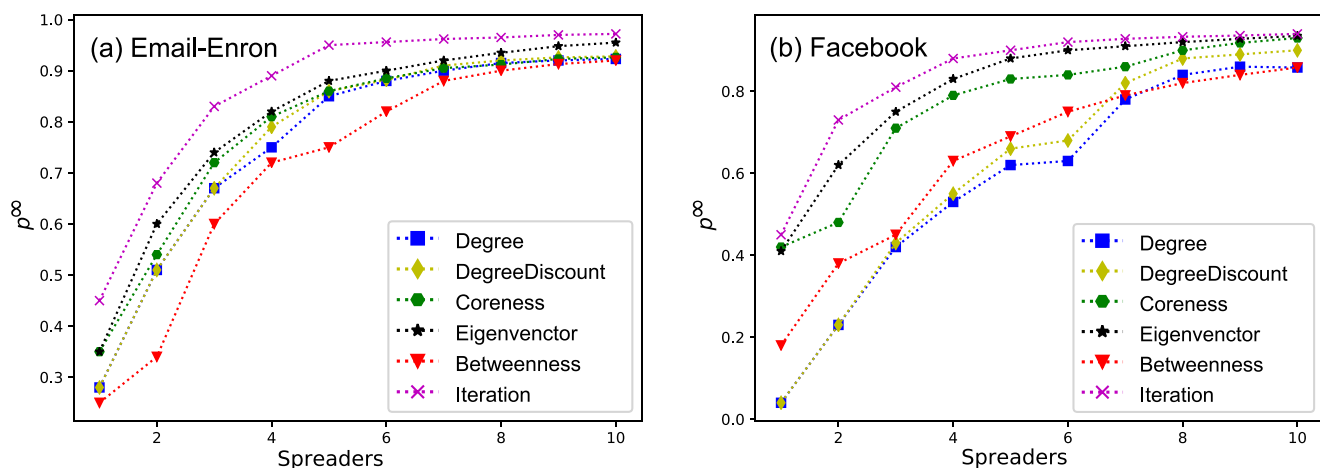 (a) Email-Enron
1.0
0.9
0.8
0.7
0.6
0.5
0.4
0.3
p∞
2
4
6
8
10
Spreaders
Degree
DegreeDiscount
Coreness
Eigenvenctor
Betweenness
Iteration
(b) Facebook
0.8
0.6
0.4
0.2
0.0
p∞
2
4
6
8
10
Spreaders
Degree
DegreeDiscount
Coreness
Eigenvenctor
Betweenness
Iteration